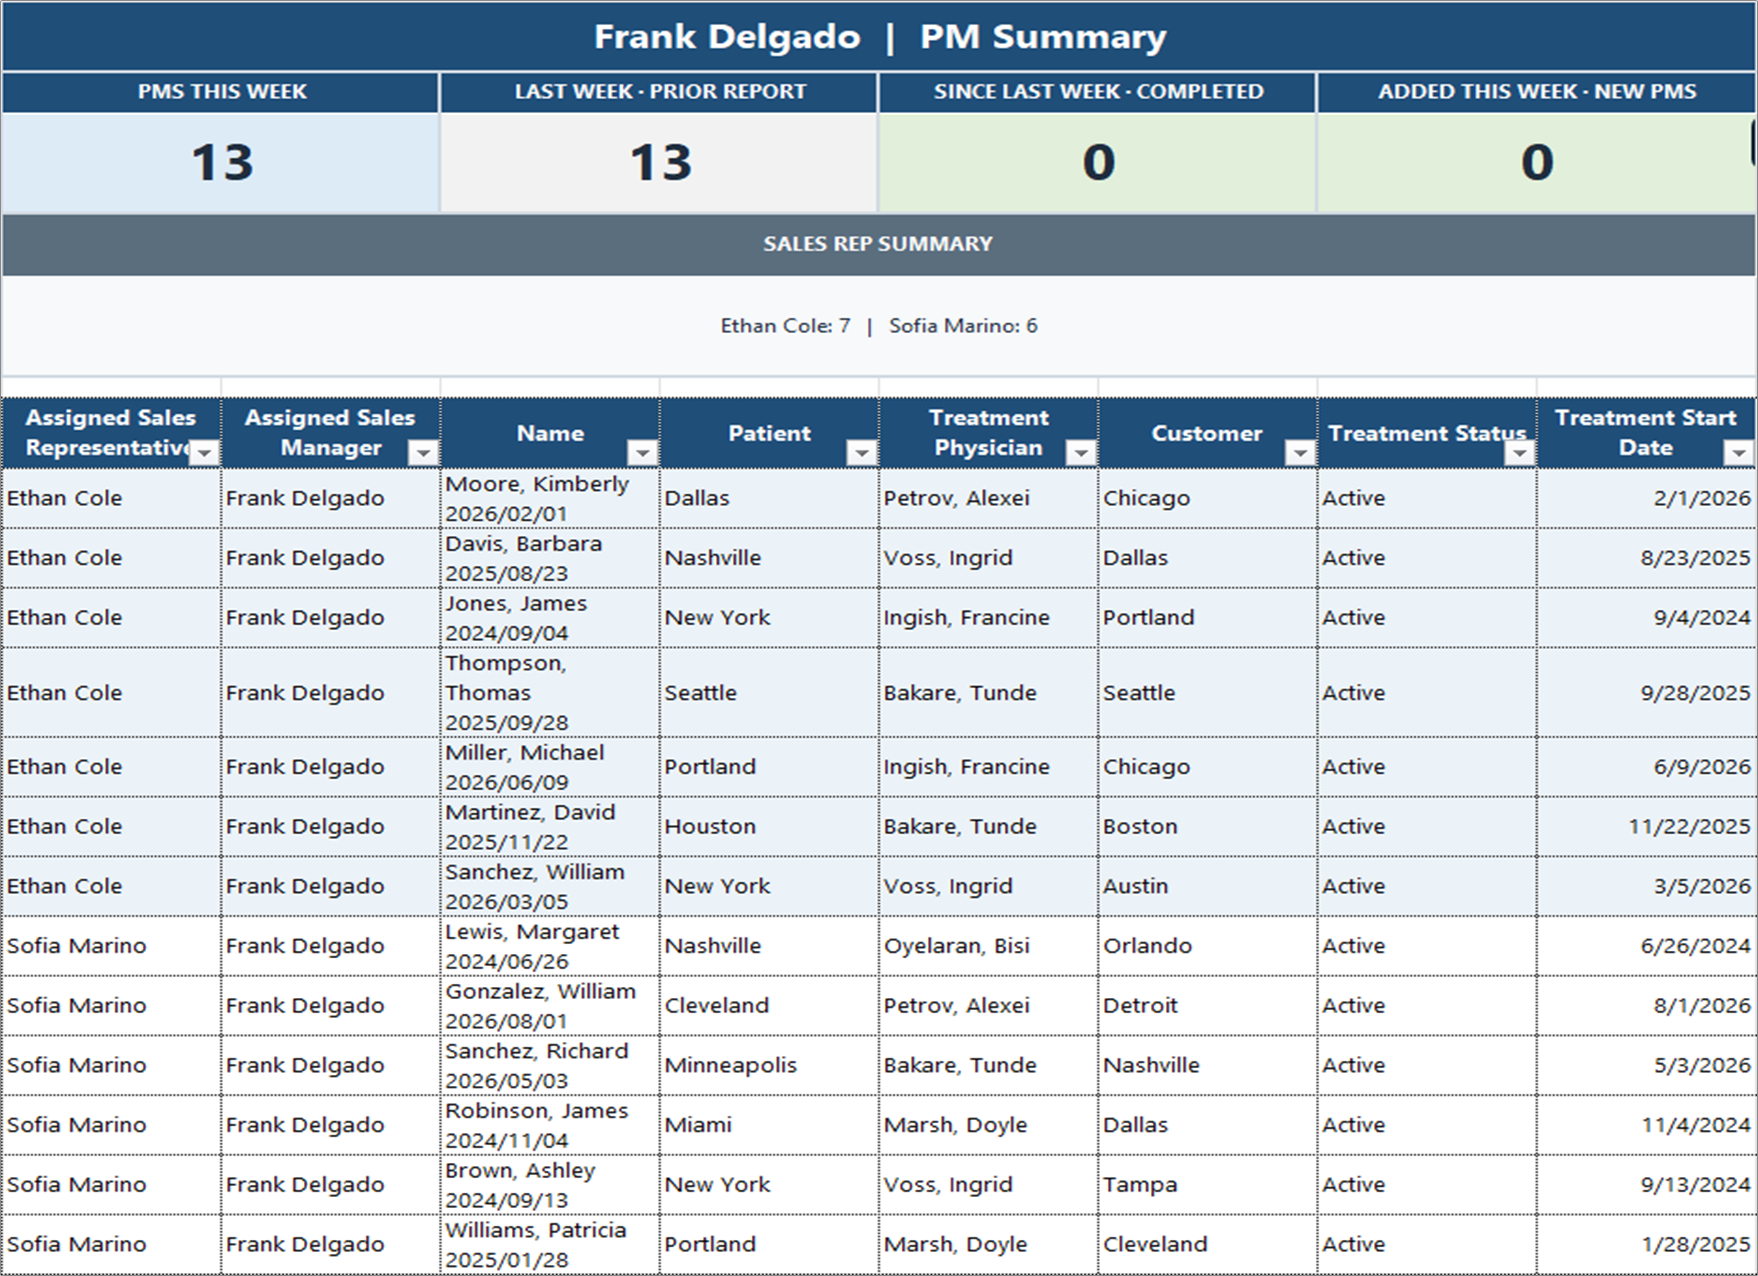 Frank Delgado | PM Summary
PMS THIS WEEK LAST WEEK · PRIOR REPORT SINCE LAST WEEK · COMPLETED ADDED THIS WEEK · NEW PMS
13 13 0 0
SALES REP SUMMARY
Ethan Cole: 7 | Sofia Marino: 6
Assigned Sales Representative Assigned Sales Manager Name Patient Treatment Physician Customer Treatment Status Treatment Start Date
Ethan Cole Frank Delgado Moore, Kimberly 2026/02/01 Dallas Petrov, Alexei Chicago Active 2/1/2026
Ethan Cole Frank Delgado Davis, Barbara 2025/08/23 Nashville Voss, Ingrid Dallas Active 8/23/2025
Ethan Cole Frank Delgado Jones, James 2024/09/04 New York Ingish, Francine Portland Active 9/4/2024
Ethan Cole Frank Delgado Thompson, Thomas 2025/09/28 Seattle Bakare, Tunde Seattle Active 9/28/2025
Ethan Cole Frank Delgado Miller, Michael 2026/06/09 Portland Ingish, Francine Chicago Active 6/9/2026
Ethan Cole Frank Delgado Martinez, David 2025/11/22 Houston Bakare, Tunde Boston Active 11/22/2025
Ethan Cole Frank Delgado Sanchez, William 2026/03/05 New York Voss, Ingrid Austin Active 3/5/2026
Sofia Marino Frank Delgado Lewis, Margaret 2024/06/26 Nashville Oyelaran, Bisi Orlando Active 6/26/2024
Sofia Marino Frank Delgado Gonzalez, William 2026/08/01 Cleveland Petrov, Alexei Detroit Active 8/1/2026
Sofia Marino Frank Delgado Sanchez, Richard 2026/05/03 Minneapolis Bakare, Tunde Nashville Active 5/3/2026
Sofia Marino Frank Delgado Robinson, James 2024/11/04 Miami Marsh, Doyle Dallas Active 11/4/2024
Sofia Marino Frank Delgado Brown, Ashley 2024/09/13 New York Voss, Ingrid Tampa Active 9/13/2024
Sofia Marino Frank Delgado Williams, Patricia 2025/01/28 Portland Marsh, Doyle Cleveland Active 1/28/2025